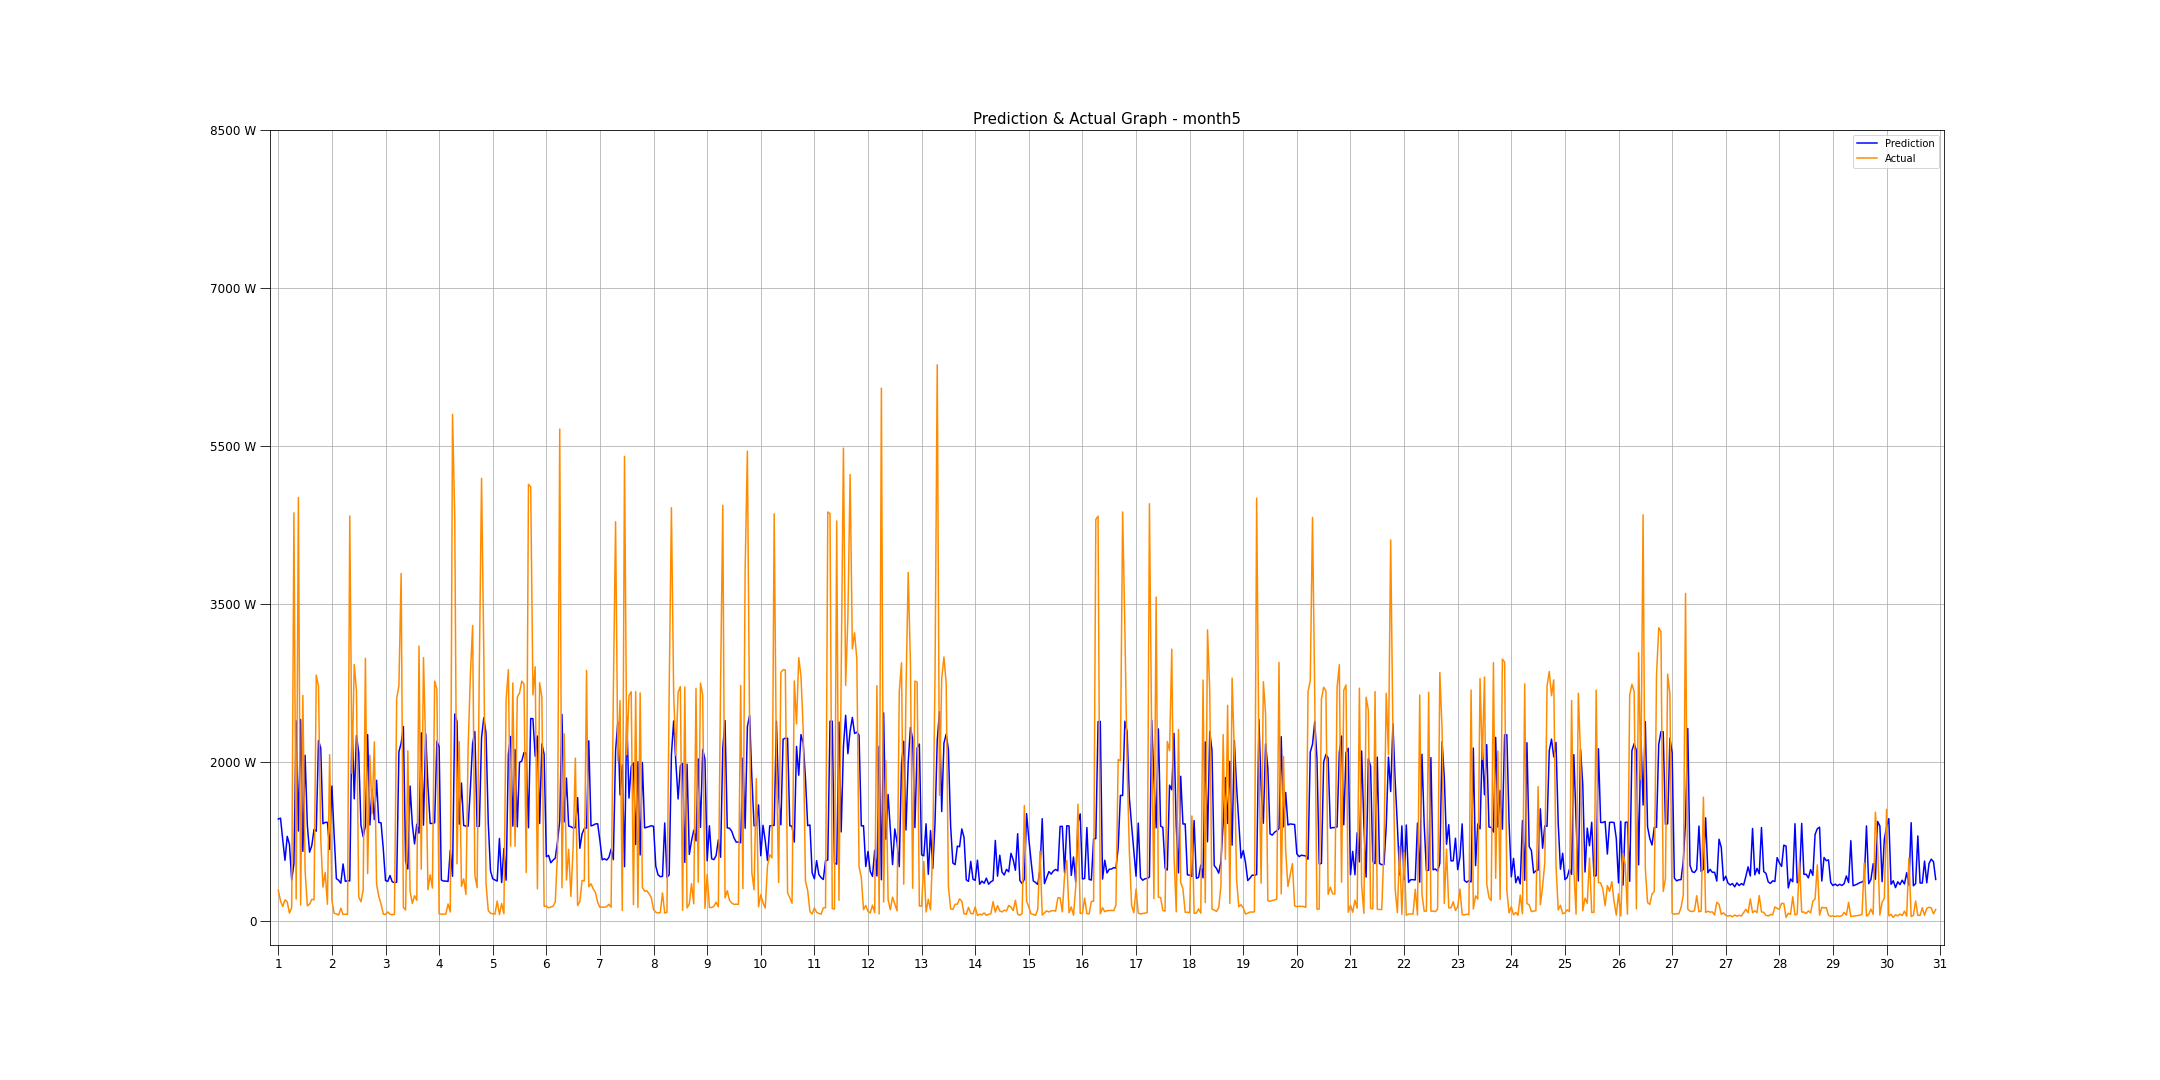 Prediction & Actual Graph - month5
8500 W
7000 W
5500 W
3500 W
2000 W
0
Prediction
Actual
1 2 3 4 5 6 7 8 9 10 11 12 13 14 15 16 17 18 19 20 21 22 23 24 25 26 27 27 28 29 30 31